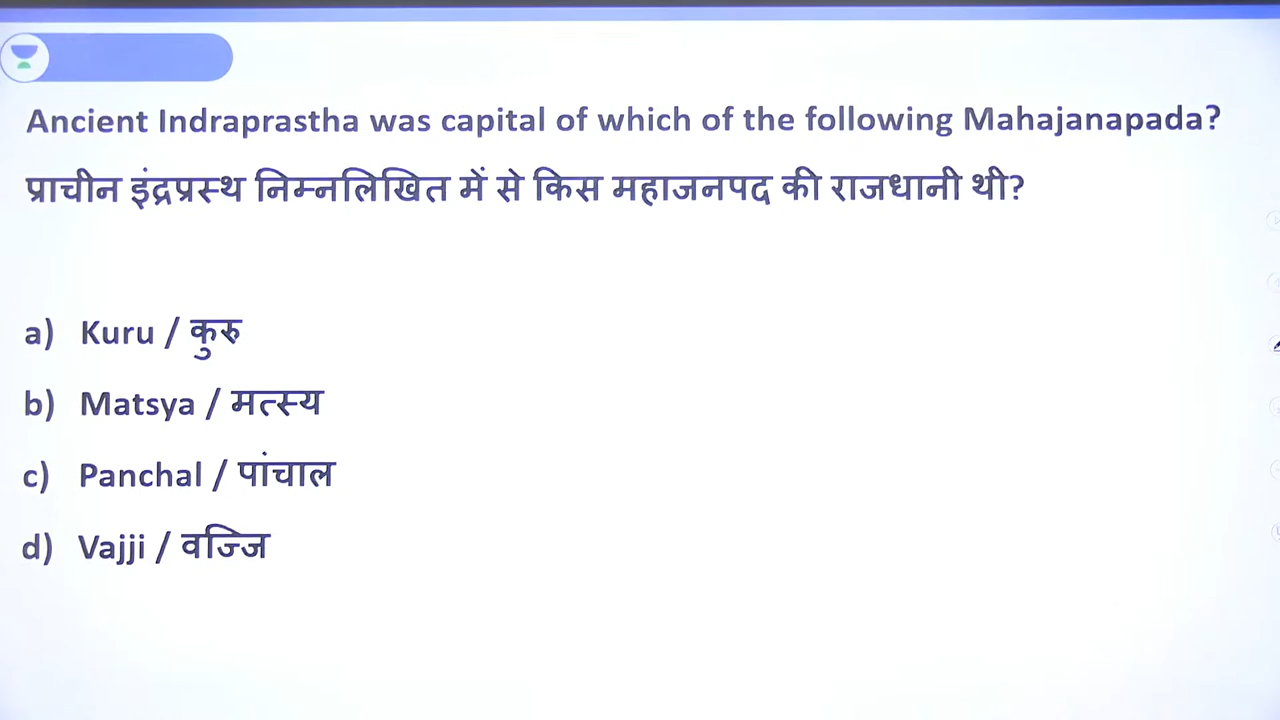 Ancient Indraprastha was capital of which of the following Mahajanapada?
प्राचीन इंद्रप्रस्थ निम्नलिखित में से किस महाजनपद की राजधानी थी?
a) Kuru / कुरु
b) Matsya / मत्स्य
c) Panchal / पांचाल
d) Vajji / वज्जि